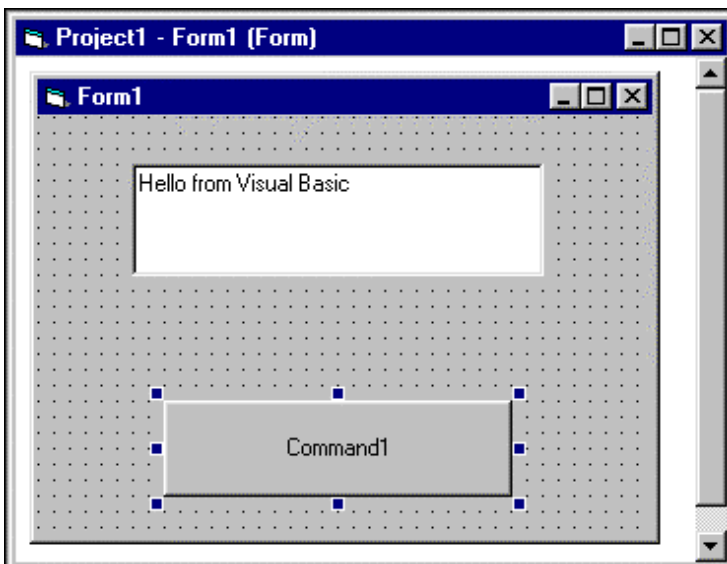 Project1 - Form1 (Form)
Form1
Hello from Visual Basic
Command1